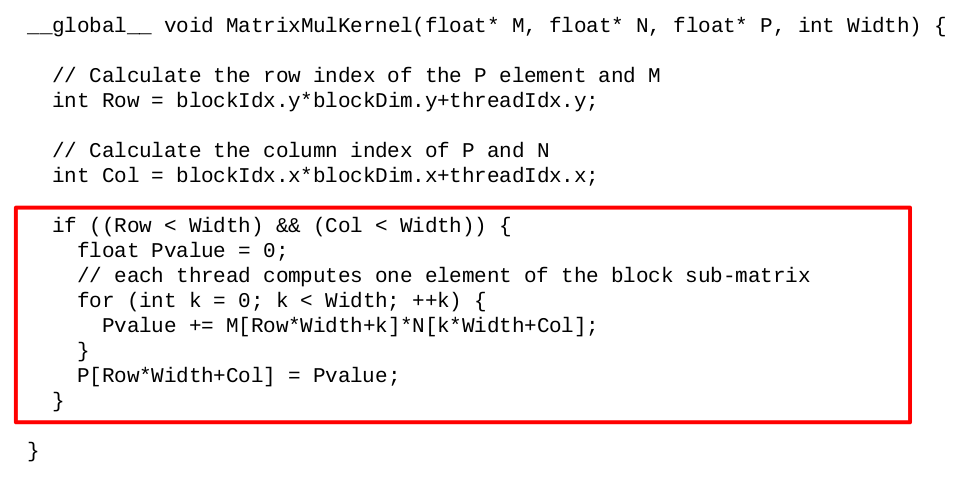 __global__ void MatrixMulKernel(float* M, float* N, float* P, int Width) {
// Calculate the row index of the P element and M
int Row = blockIdx.y*blockDim.y+threadIdx.y;
// Calculate the column index of P and N
int Col = blockIdx.x*blockDim.x+threadIdx.x;
if ((Row < Width) && (Col < Width)) {
float Pvalue = 0;
// each thread computes one element of the block sub-matrix
for (int k = 0; k < Width; ++k) {
Pvalue += M[Row*Width+k]*N[k*Width+Col];
}
P[Row*Width+Col] = Pvalue;
}
}